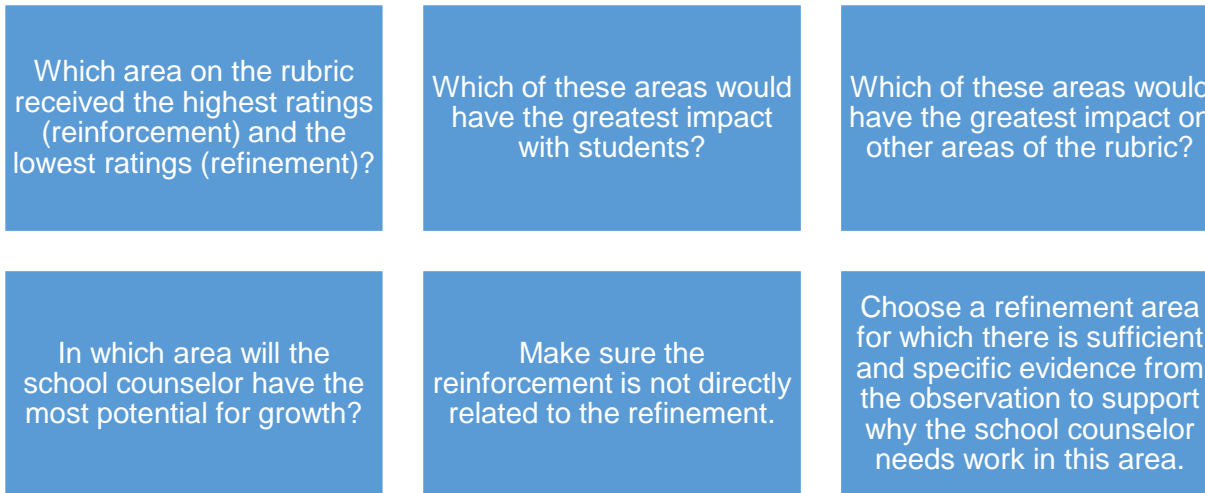 Which area on the rubric
received the highest ratings
(reinforcement) and the
lowest ratings (refinement)?
Which of these areas would
have the greatest impact
with students?
Which of these areas would
have the greatest impact on
other areas of the rubric?
In which area will the
school counselor have the
most potential for growth?
Make sure the
reinforcement is not directly
related to the refinement.
Choose a refinement area
for which there is sufficient
and specific evidence from
the observation to support
why the school counselor
needs work in this area.